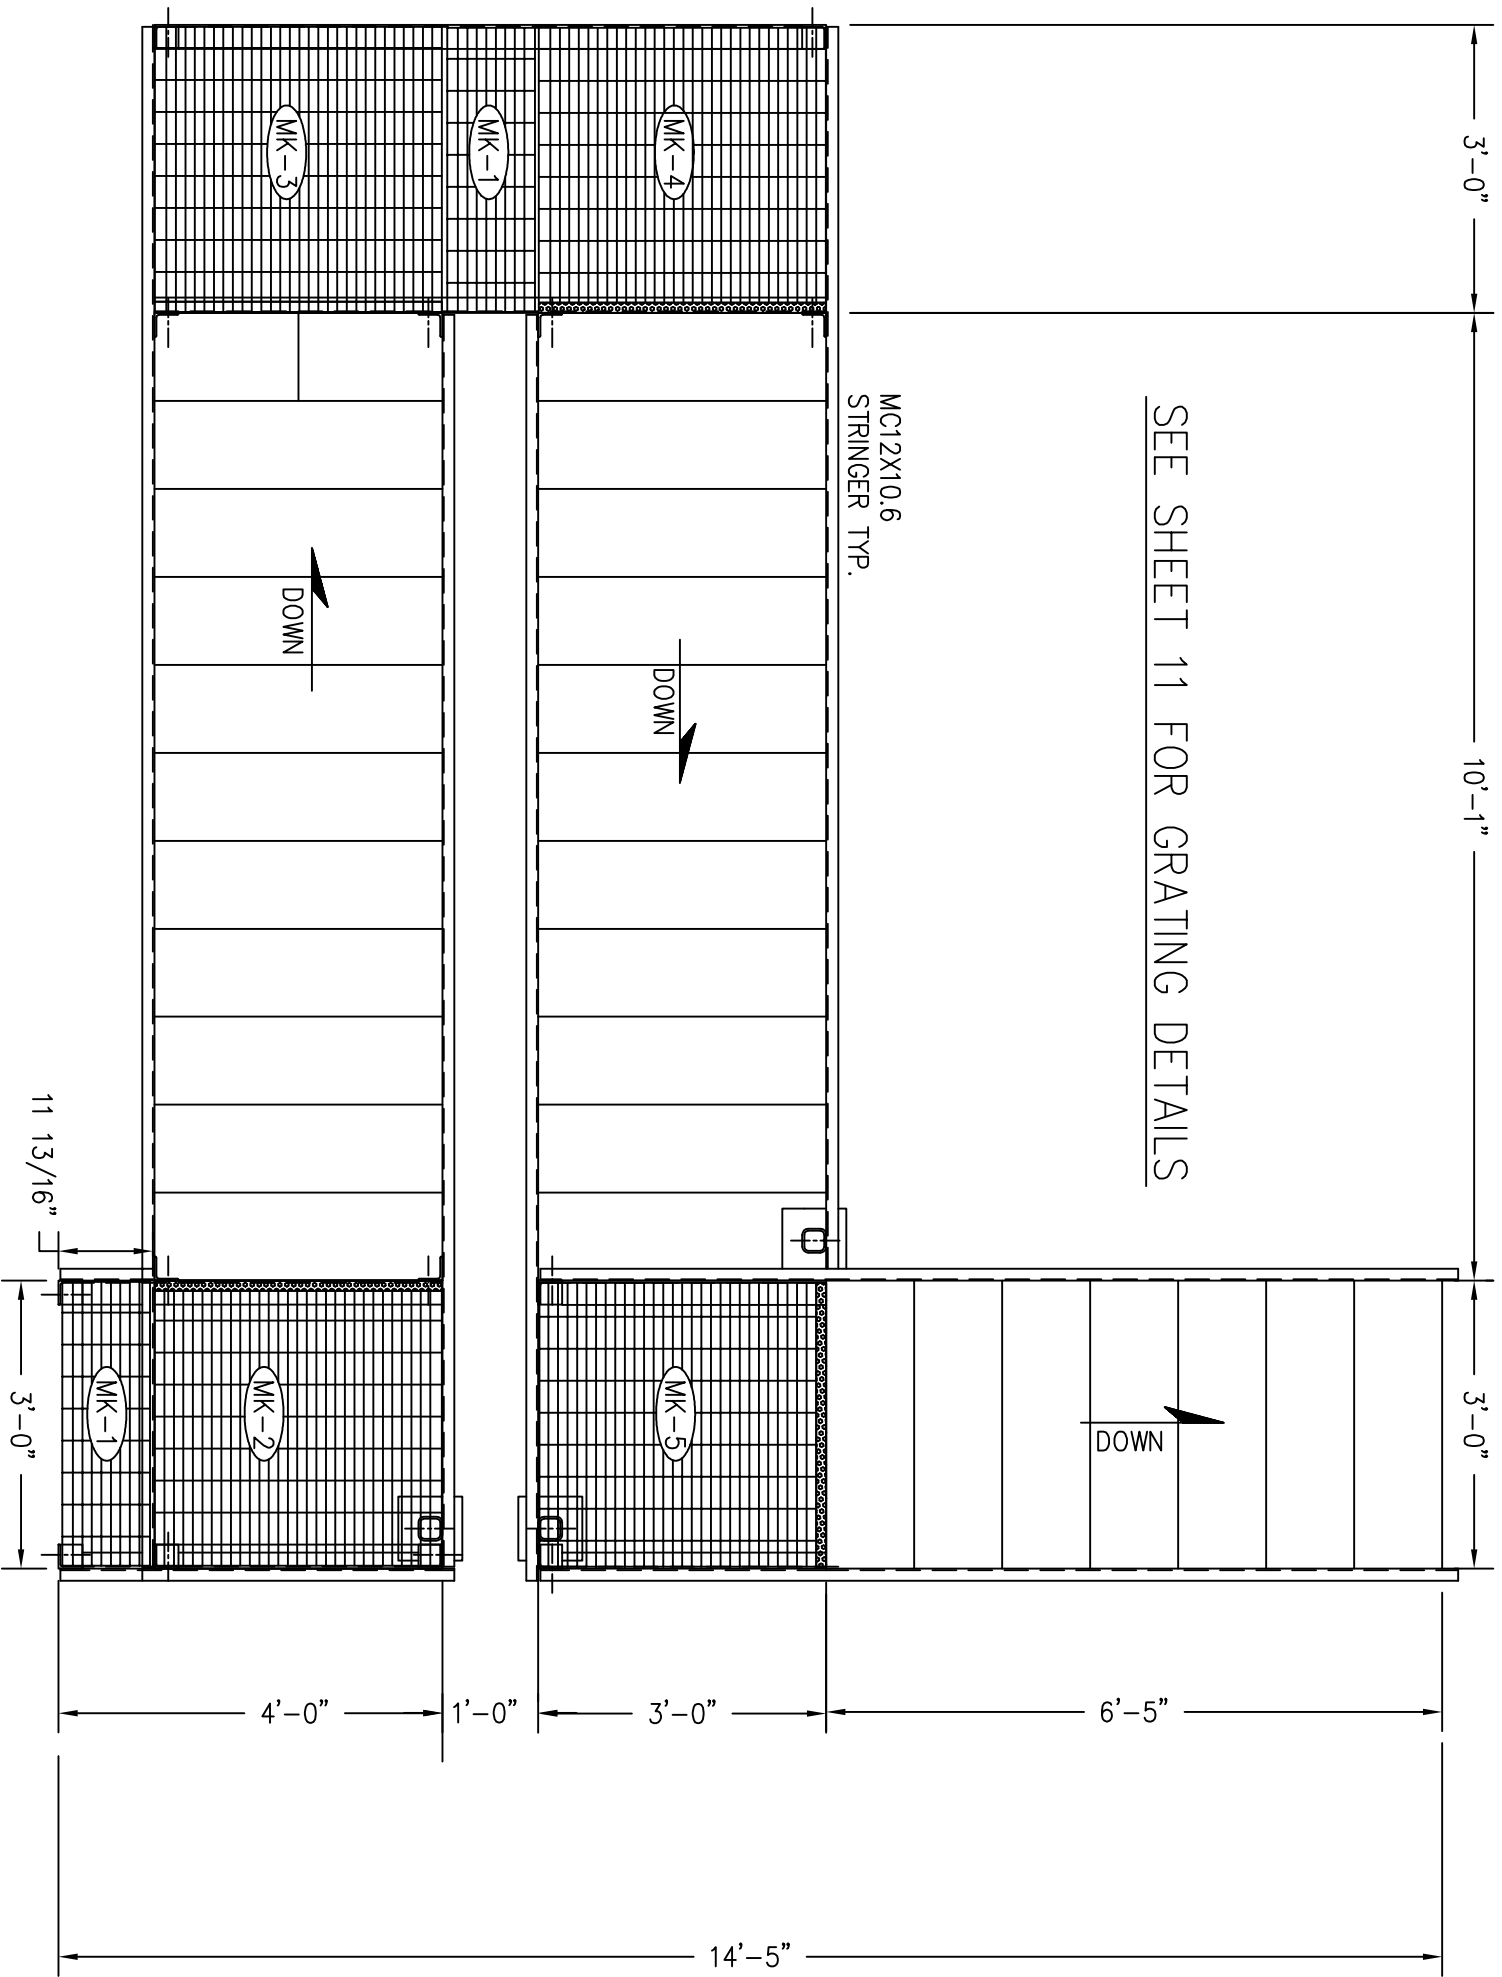 SEE SHEET 11 FOR GRATING DETAILS
3'-0"
10'-1"
3'-0"
MC12X10.6
STRINGER TYP.
MK-4
MK-1
MK-3
DOWN
DOWN
DOWN
MK-5
MK-2
MK-1
11 13/16"
3'-0"
4'-0"
1'-0"
3'-0"
6'-5"
14'-5"